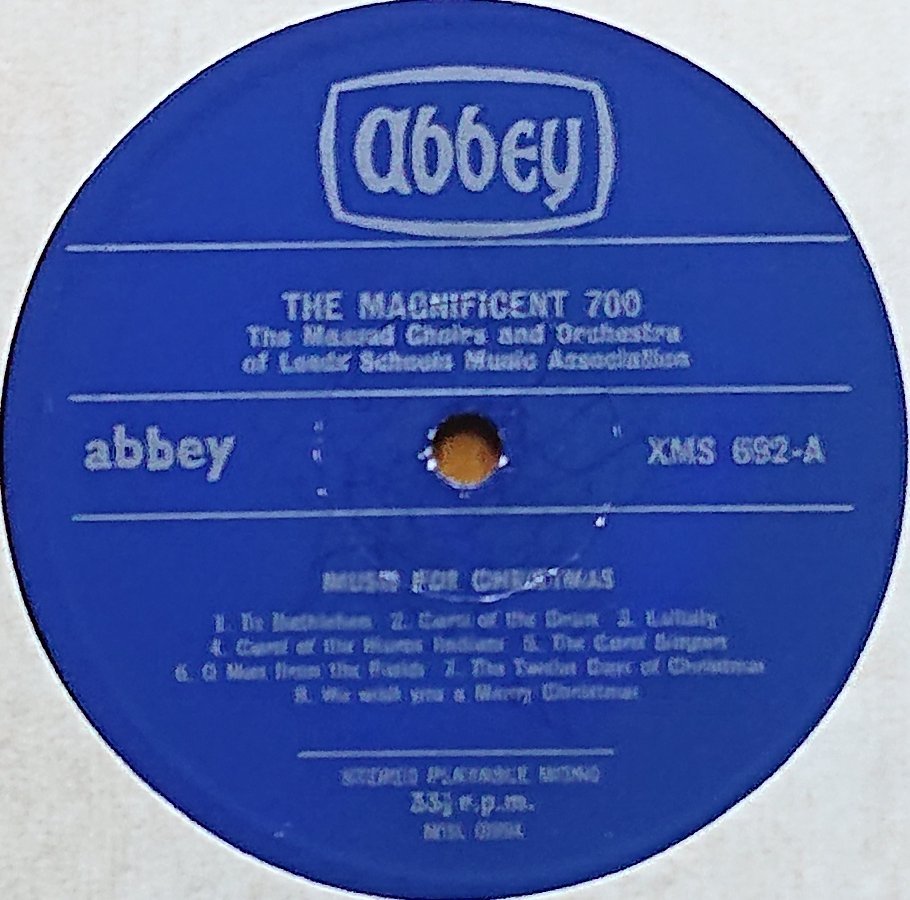 abbey
THE MAGNIFICENT 700
The Massed Choirs and Orchestra
of Leeds' Schools Music Association
abbey
XMS 692-A
MUSIC FOR CHRISTMAS
1. To Bethlehem 2. Carol of the Drum 3. Lullaby
4. Carol of the 5. The Carol Singers
6. O Men from the Fields 7. The Twelve Days of Christmas
8. We wish you a Merry Christmas
STEREO PLAYABLE MONO
33⅓ r.p.m.